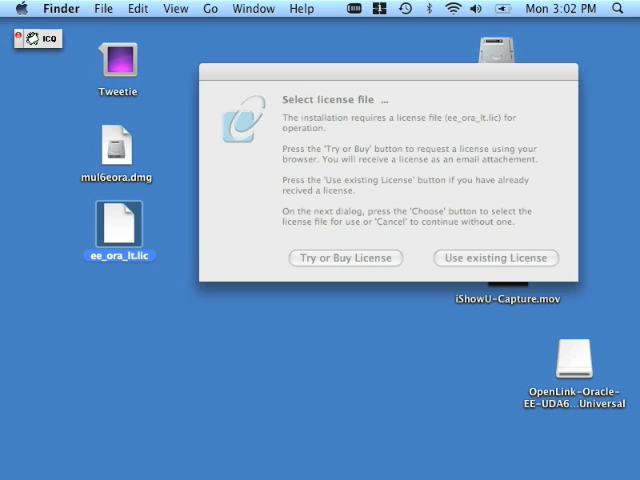 Finder File Edit View Go Window Help Mon 3:02 PM
ICQ
Tweetie
mul6eora.dmg
ee_ora_lt.lic
Select license file ...
The installation requires a license file (ee_ora_lt.lic) for
operation.
Press the 'Try or Buy' button to request a license using your
browser. You will receive a license as an email attachement.
Press the 'Use existing License' button if you have already
recived a license.
On the next dialog, press the 'Choose' button to select the
license file for use or 'Cancel' to continue without one.
Try or Buy License Use existing License
iShowU-Capture.mov
OpenLink-Oracle-
EE-UDA6...Universal